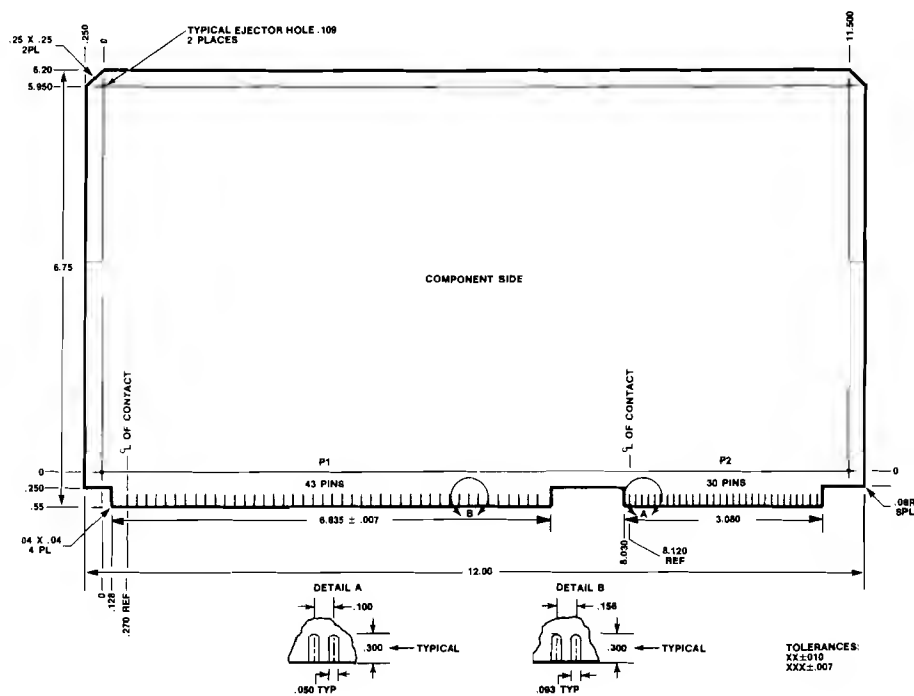 TYPICAL EJECTOR HOLE .109
2 PLACES
.25 X .25
2PL
.250
0
11.500
6.20
5.950
6.75
COMPONENT SIDE
℄ OF CONTACT
℄ OF CONTACT
P1
P2
0
0
43 PINS
30 PINS
.250
.55
.08R
5PL
B
A
6.635 ± .007
3.080
.04 X .04
4 PL
8.030
8.120
REF
12.00
0
.128
.270 REF
DETAIL A
DETAIL B
.100
.156
.300
TYPICAL
.300
TYPICAL
.050 TYP
.093 TYP
TOLERANCES:
XX±010
XXX±.007